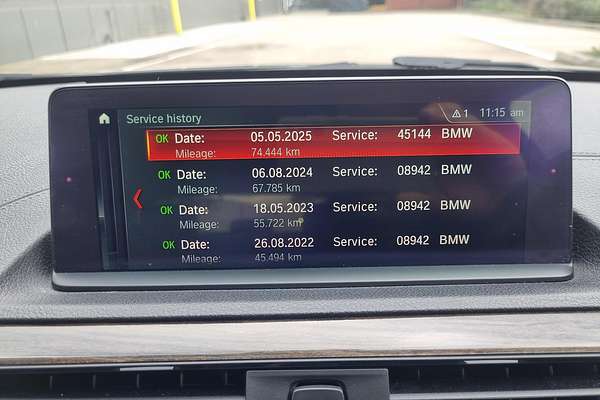 Service history
1 11:15 am
OK Date: 05.05.2025 Service: 45144 BMW
Mileage: 74.444 km
OK Date: 06.08.2024 Service: 08942 BMW
Mileage: 67.785 km
OK Date: 18.05.2023 Service: 08942 BMW
Mileage: 55.722 km
OK Date: 26.08.2022 Service: 08942 BMW
Mileage: 45.494 km